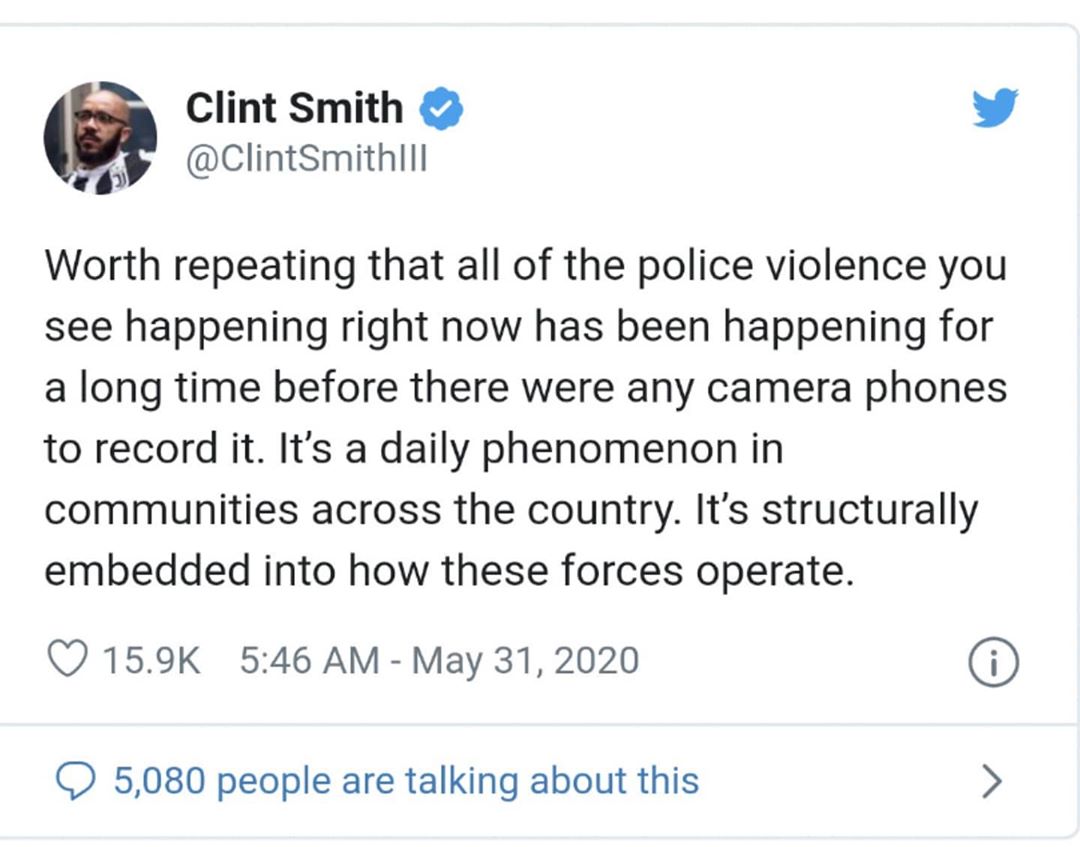 Clint Smith
@ClintSmithIII
Worth repeating that all of the police violence you
see happening right now has been happening for
a long time before there were any camera phones
to record it. It’s a daily phenomenon in
communities across the country. It’s structurally
embedded into how these forces operate.
15.9K 5:46 AM - May 31, 2020
5,080 people are talking about this